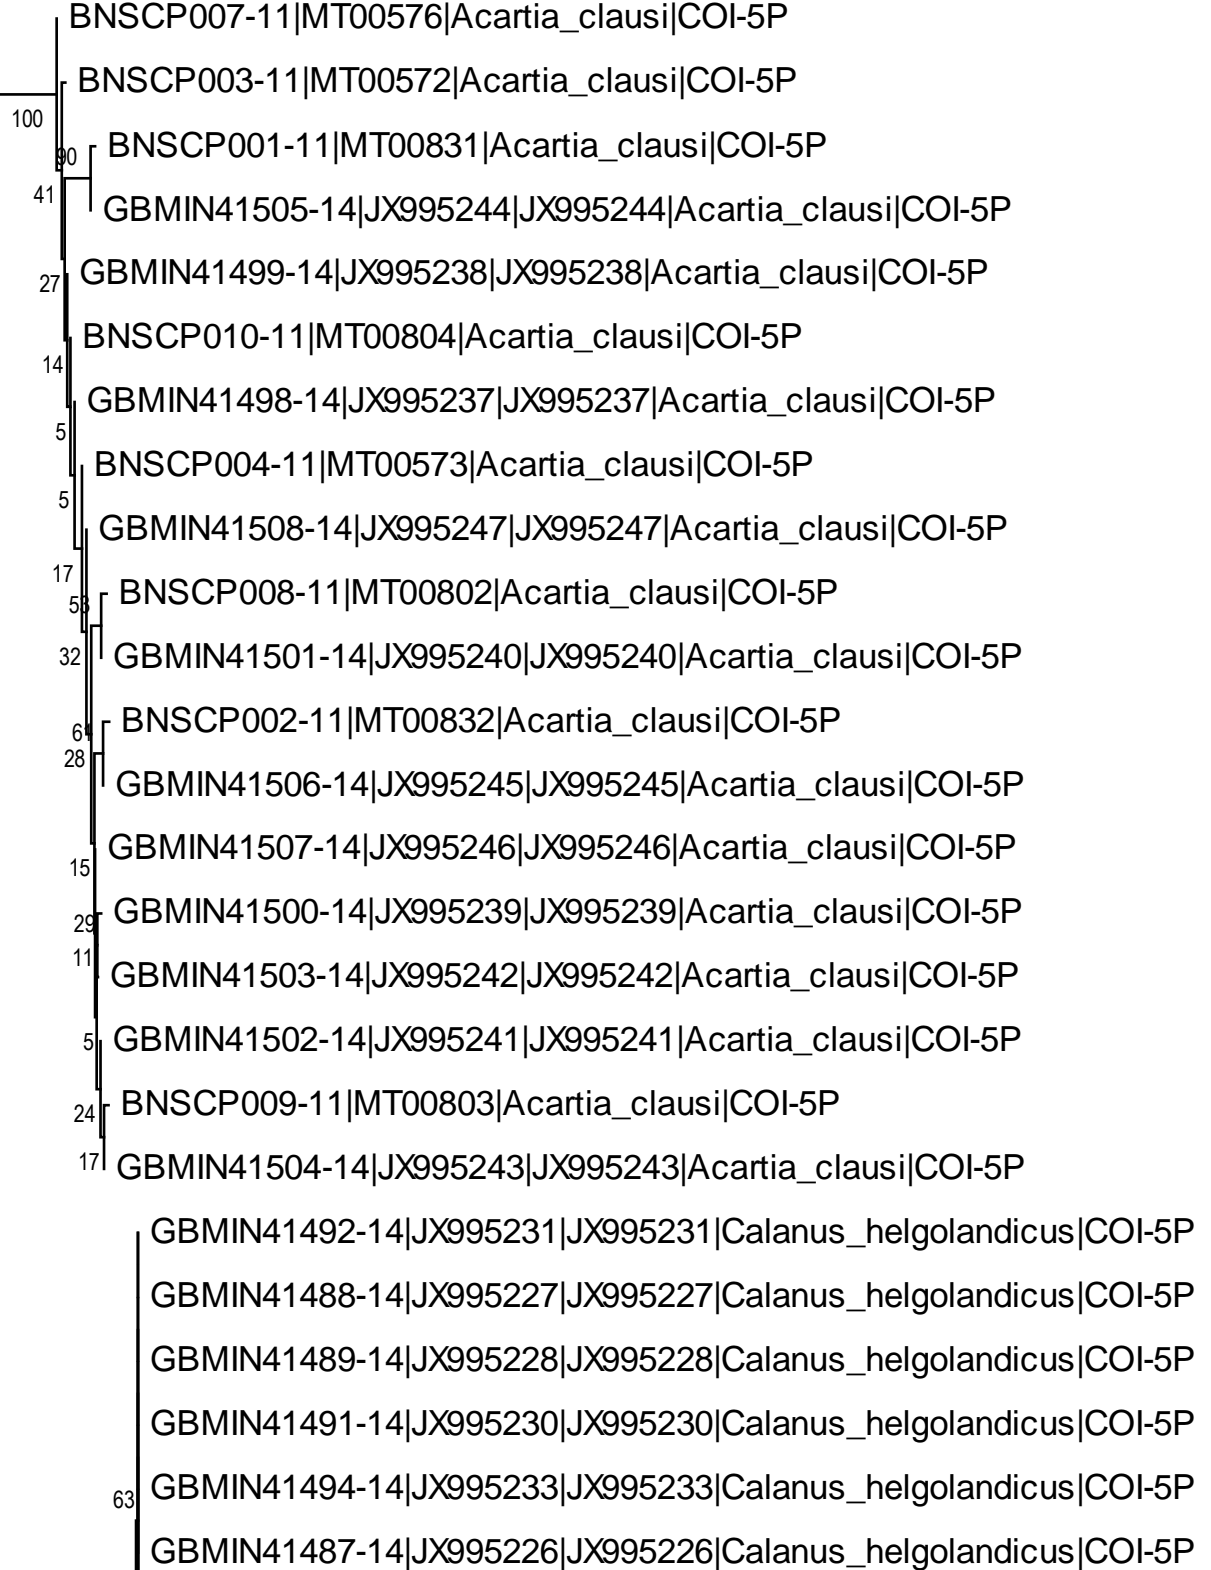 BNSCP007-11|MT00576|Acartia_clausi|COI-5P
BNSCP003-11|MT00572|Acartia_clausi|COI-5P
100
BNSCP001-11|MT00831|Acartia_clausi|COI-5P
90
41
GBMIN41505-14|JX995244|JX995244|Acartia_clausi|COI-5P
GBMIN41499-14|JX995238|JX995238|Acartia_clausi|COI-5P
27
BNSCP010-11|MT00804|Acartia_clausi|COI-5P
14
GBMIN41498-14|JX995237|JX995237|Acartia_clausi|COI-5P
5
BNSCP004-11|MT00573|Acartia_clausi|COI-5P
5
GBMIN41508-14|JX995247|JX995247|Acartia_clausi|COI-5P
17
BNSCP008-11|MT00802|Acartia_clausi|COI-5P
GBMIN41501-14|JX995240|JX995240|Acartia_clausi|COI-5P
32
BNSCP002-11|MT00832|Acartia_clausi|COI-5P
61
28
GBMIN41506-14|JX995245|JX995245|Acartia_clausi|COI-5P
GBMIN41507-14|JX995246|JX995246|Acartia_clausi|COI-5P
15
GBMIN41500-14|JX995239|JX995239|Acartia_clausi|COI-5P
29
11
GBMIN41503-14|JX995242|JX995242|Acartia_clausi|COI-5P
GBMIN41502-14|JX995241|JX995241|Acartia_clausi|COI-5P
5
BNSCP009-11|MT00803|Acartia_clausi|COI-5P
24
GBMIN41504-14|JX995243|JX995243|Acartia_clausi|COI-5P
17
GBMIN41492-14|JX995231|JX995231|Calanus_helgolandicus|COI-5P
GBMIN41488-14|JX995227|JX995227|Calanus_helgolandicus|COI-5P
GBMIN41489-14|JX995228|JX995228|Calanus_helgolandicus|COI-5P
GBMIN41491-14|JX995230|JX995230|Calanus_helgolandicus|COI-5P
GBMIN41494-14|JX995233|JX995233|Calanus_helgolandicus|COI-5P
63
GBMIN41487-14|JX995226|JX995226|Calanus_helgolandicus|COI-5P